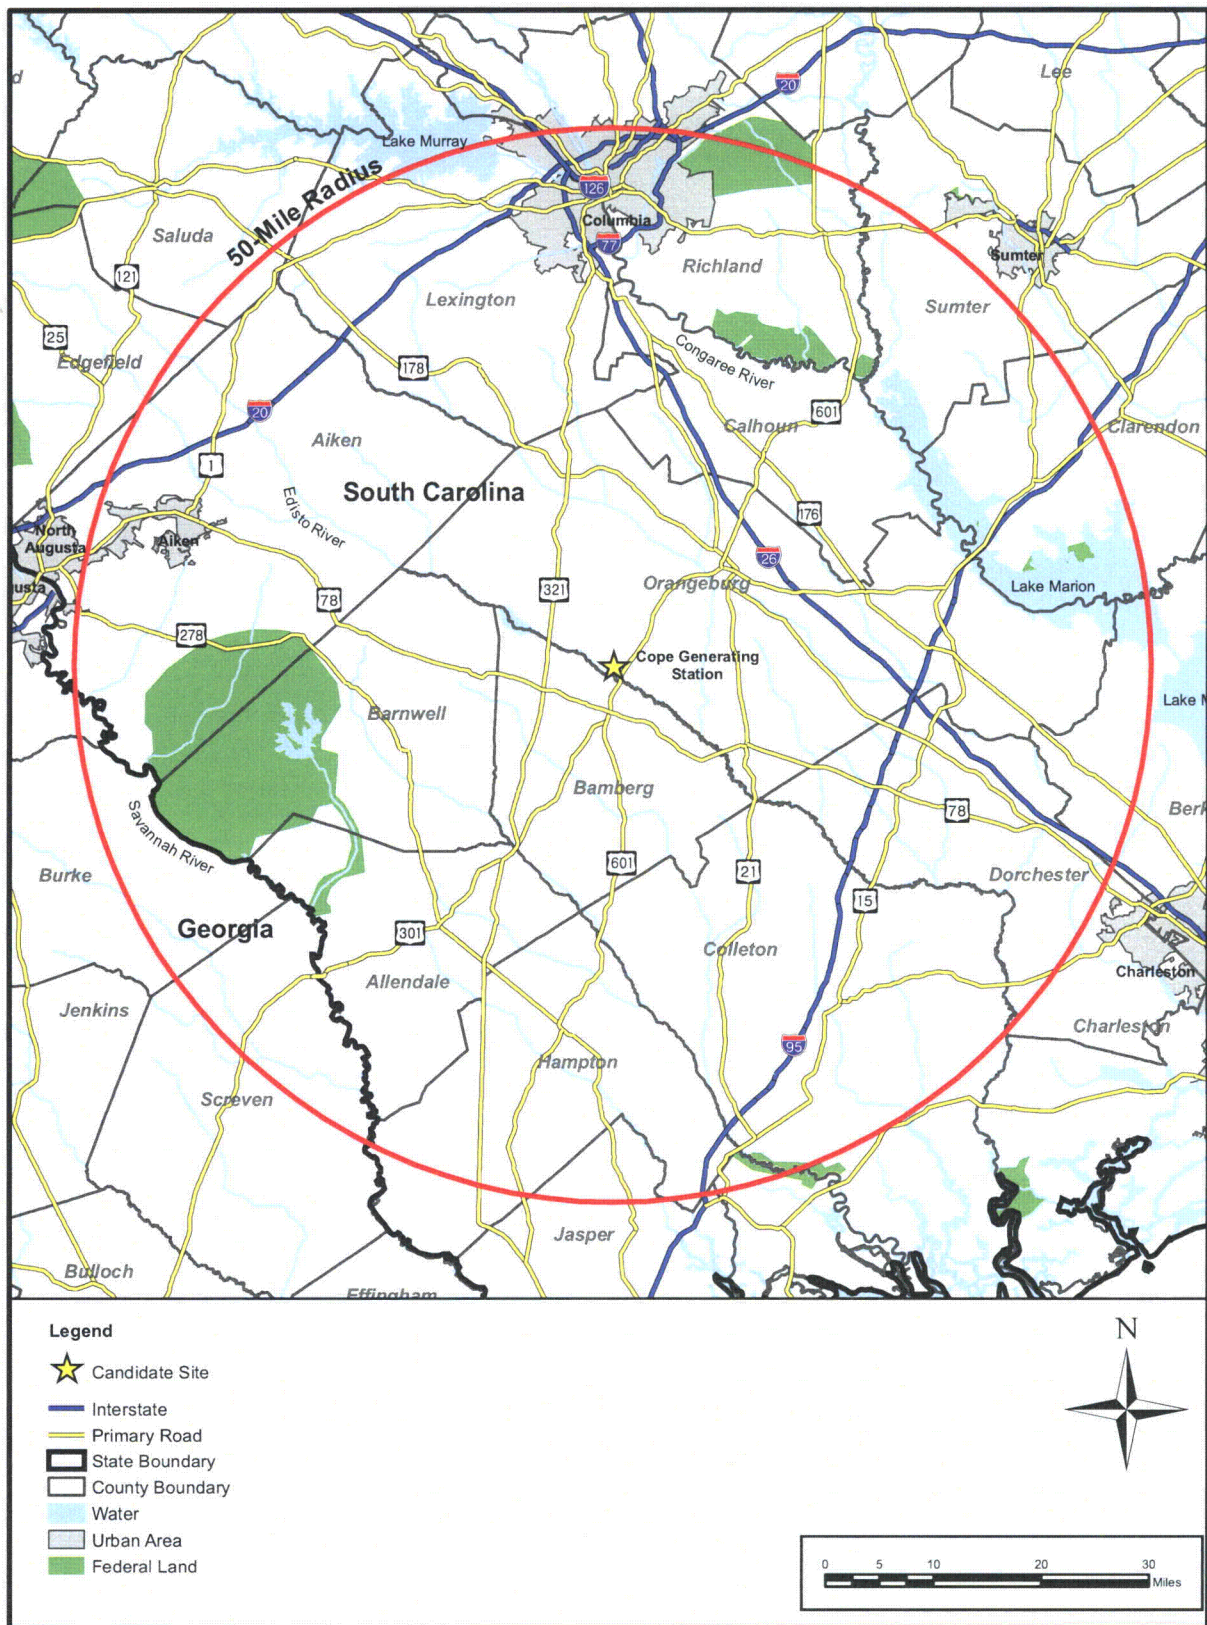 Lee
d
20
Lake Murray
50-Mile Radius
126
Columbia
77
Saluda
Richland
Sumter
121
Lexington
Sumter
25
Edgefield
178
Congaree River
20
601
Calhoun
Clarendon
Aiken
1
South Carolina
Edisto River
176
North
Augusta
Aiken
26
usta
Orangeburg
Lake Marion
321
78
278
Cope Generating
Station
Lake M
Barnwell
Bamberg
78
Berk
Savannah River
601
21
Burke
Dorchester
15
Georgia
301
Colleton
Charleston
Allendale
Jenkins
Charleston
95
Hampton
Screven
Jasper
Bulloch
Effingham
Legend
N
Candidate Site
Interstate
Primary Road
State Boundary
County Boundary
Water
Urban Area
Federal Land
0 5 10 20 30
Miles